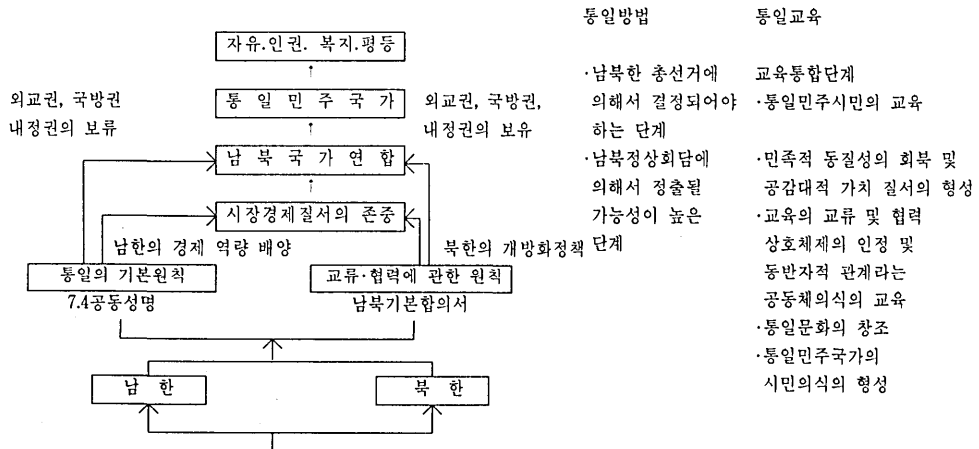 통일방법
통일교육
자유.인권. 복지.평등
외교권, 국방권
내정권의 보류
통 일 민 주 국 가
외교권, 국방권,
내정권의 보유
남 북 국 가 연 합
시장경제질서의 존중
남한의 경제 역량 배양
북한의 개방화정책
통일의 기본원칙
7.4공동성명
교류·협력에 관한 원칙
남북기본합의서
남 한
북 한
·남북한 총선거에
의해서 결정되어야
하는 단계
·남북정상회담에
의해서 정출될
가능성이 높은
단계
교육통합단계
·통일민주시민의 교육
·민족적 동질성의 회북 및
공감대적 가치 질서의 형성
·교육의 교류 및 협력
상호체제의 인정 및
동반자적 관계라는
공동체의식의 교육
·통일문화의 창조
·통일민주국가의
시민의식의 형성